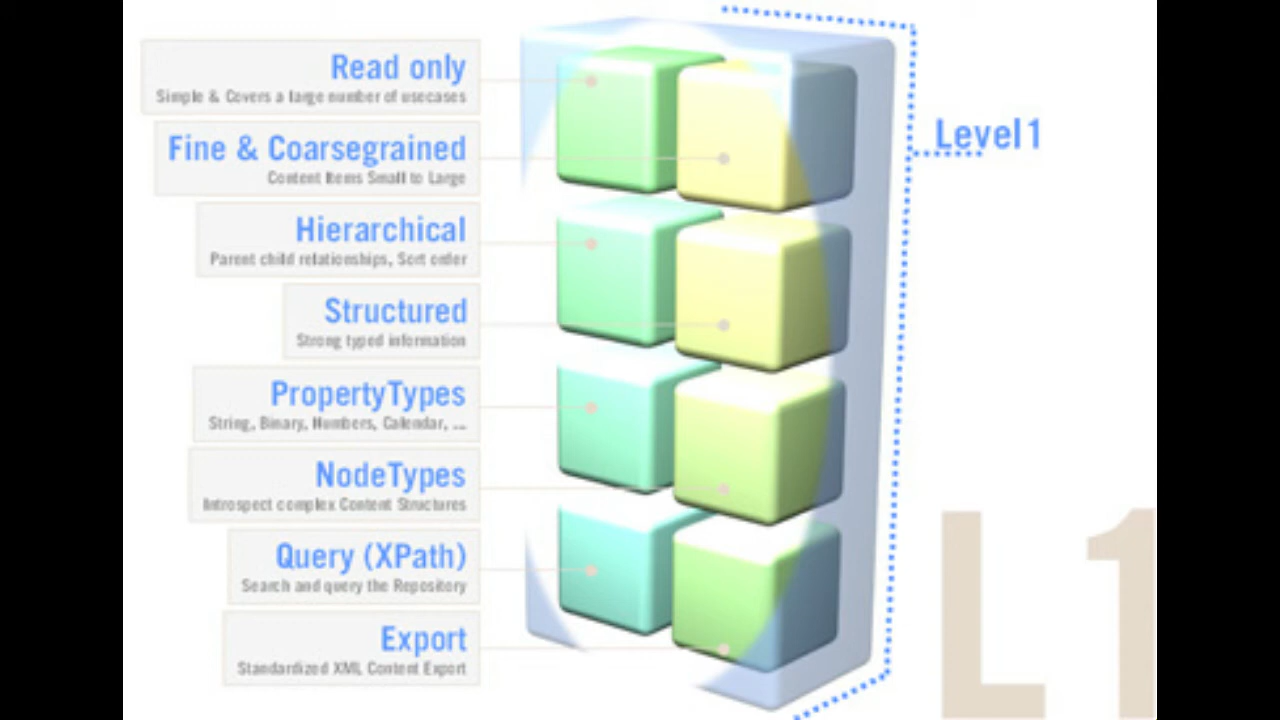 Read only
Simple & Covers a large number of usecases
Fine & Coarsegrained
Content Items Small to Large
Hierarchical
Parent child relationships, Sort order
Structured
Strong typed information
PropertyTypes
String, Binary, Numbers, Calendar, ...
NodeTypes
Introspect complex Content Structures
Query (XPath)
Search and query the Repository
Export
Standardized XML Content Export
Level1
L1